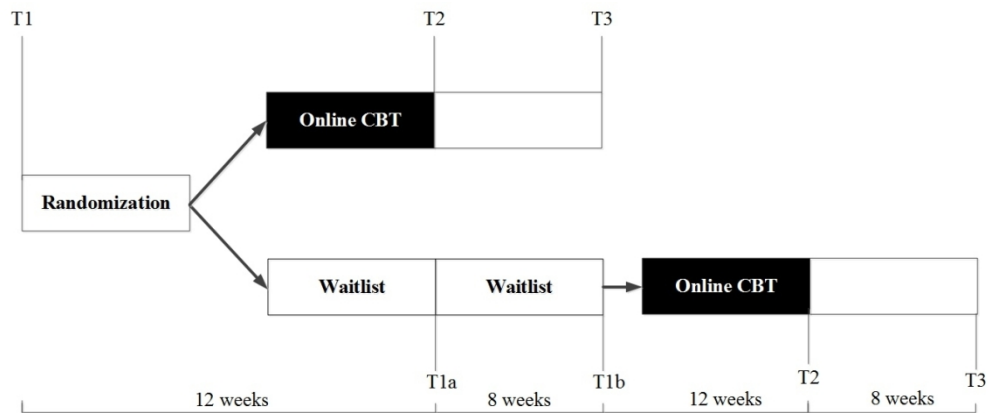 T1
T2
T3
Online CBT
Randomization
Waitlist
Waitlist
Online CBT
T1a
T1b
T2
T3
12 weeks
8 weeks
12 weeks
8 weeks